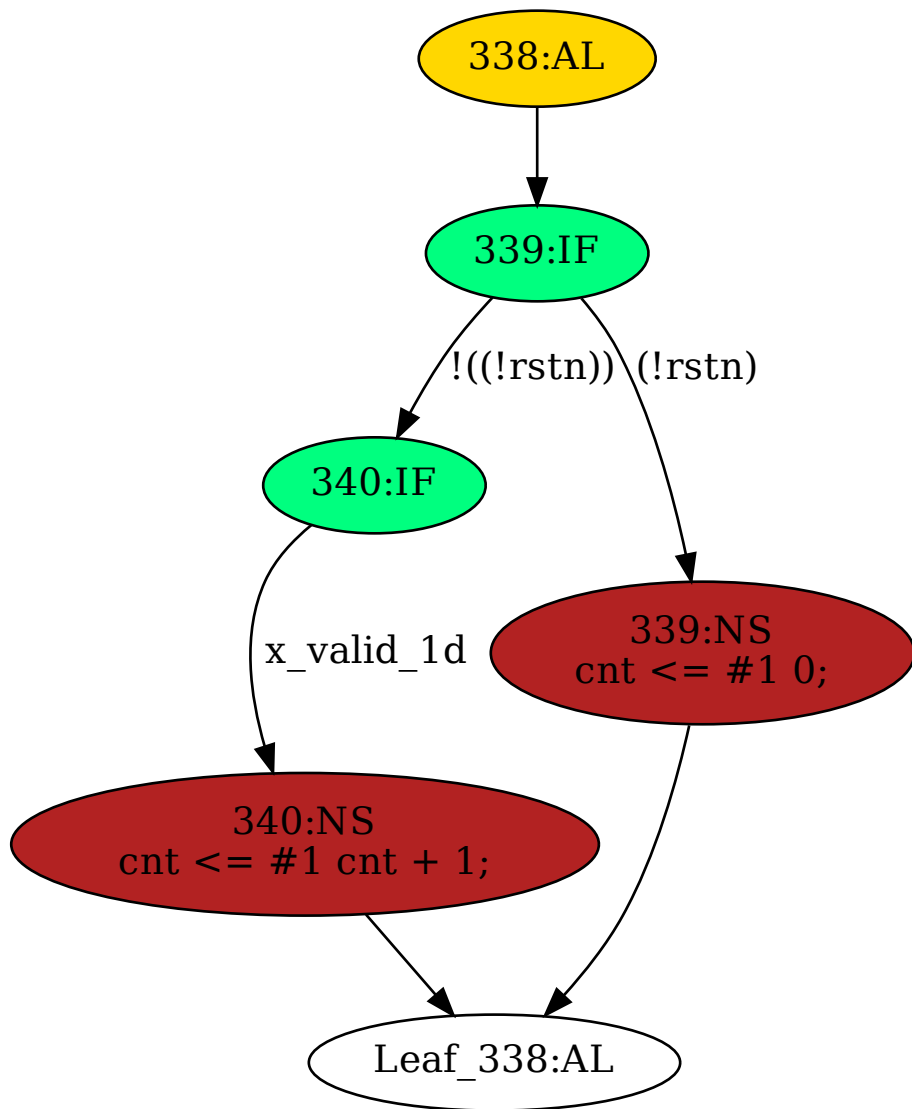 338:AL
339:IF
!((!rstn))
(!rstn)
340:IF
x_valid_1d
339:NS
cnt <= #1 0;
340:NS
cnt <= #1 cnt + 1;
Leaf_338:AL